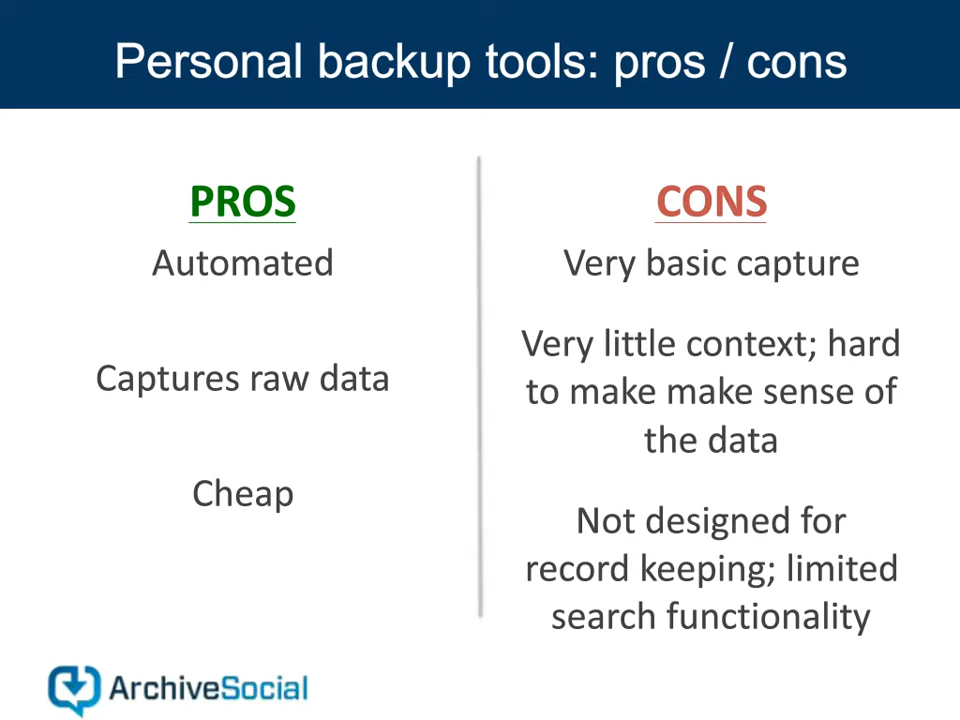 Personal backup tools: pros / cons
PROS
Automated
Captures raw data
Cheap
CONS
Very basic capture
Very little context; hard
to make make sense of
the data
Not designed for
record keeping; limited
search functionality
ArchiveSocial